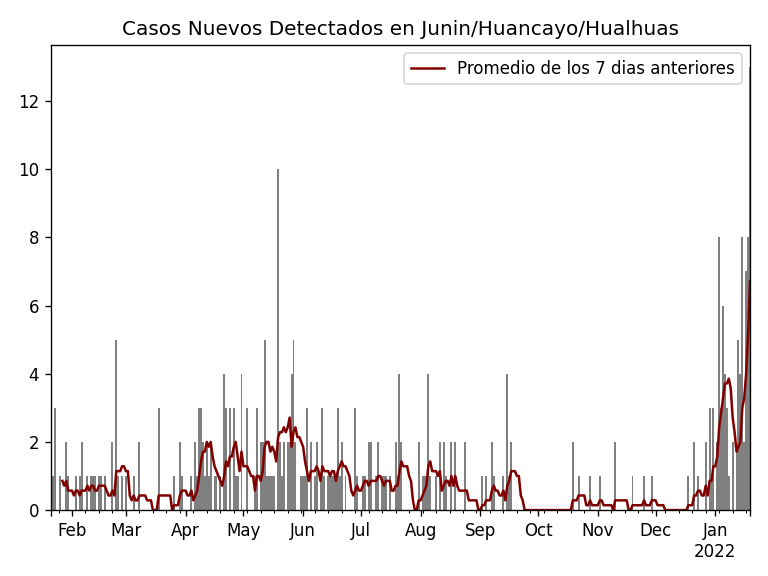 Casos Nuevos Detectados en Junin/Huancayo/Hualhuas
Promedio de los 7 dias anteriores
12
10
8
6
4
2
0
Feb Mar Apr May Jun Jul Aug Sep Oct Nov Dec Jan
2022